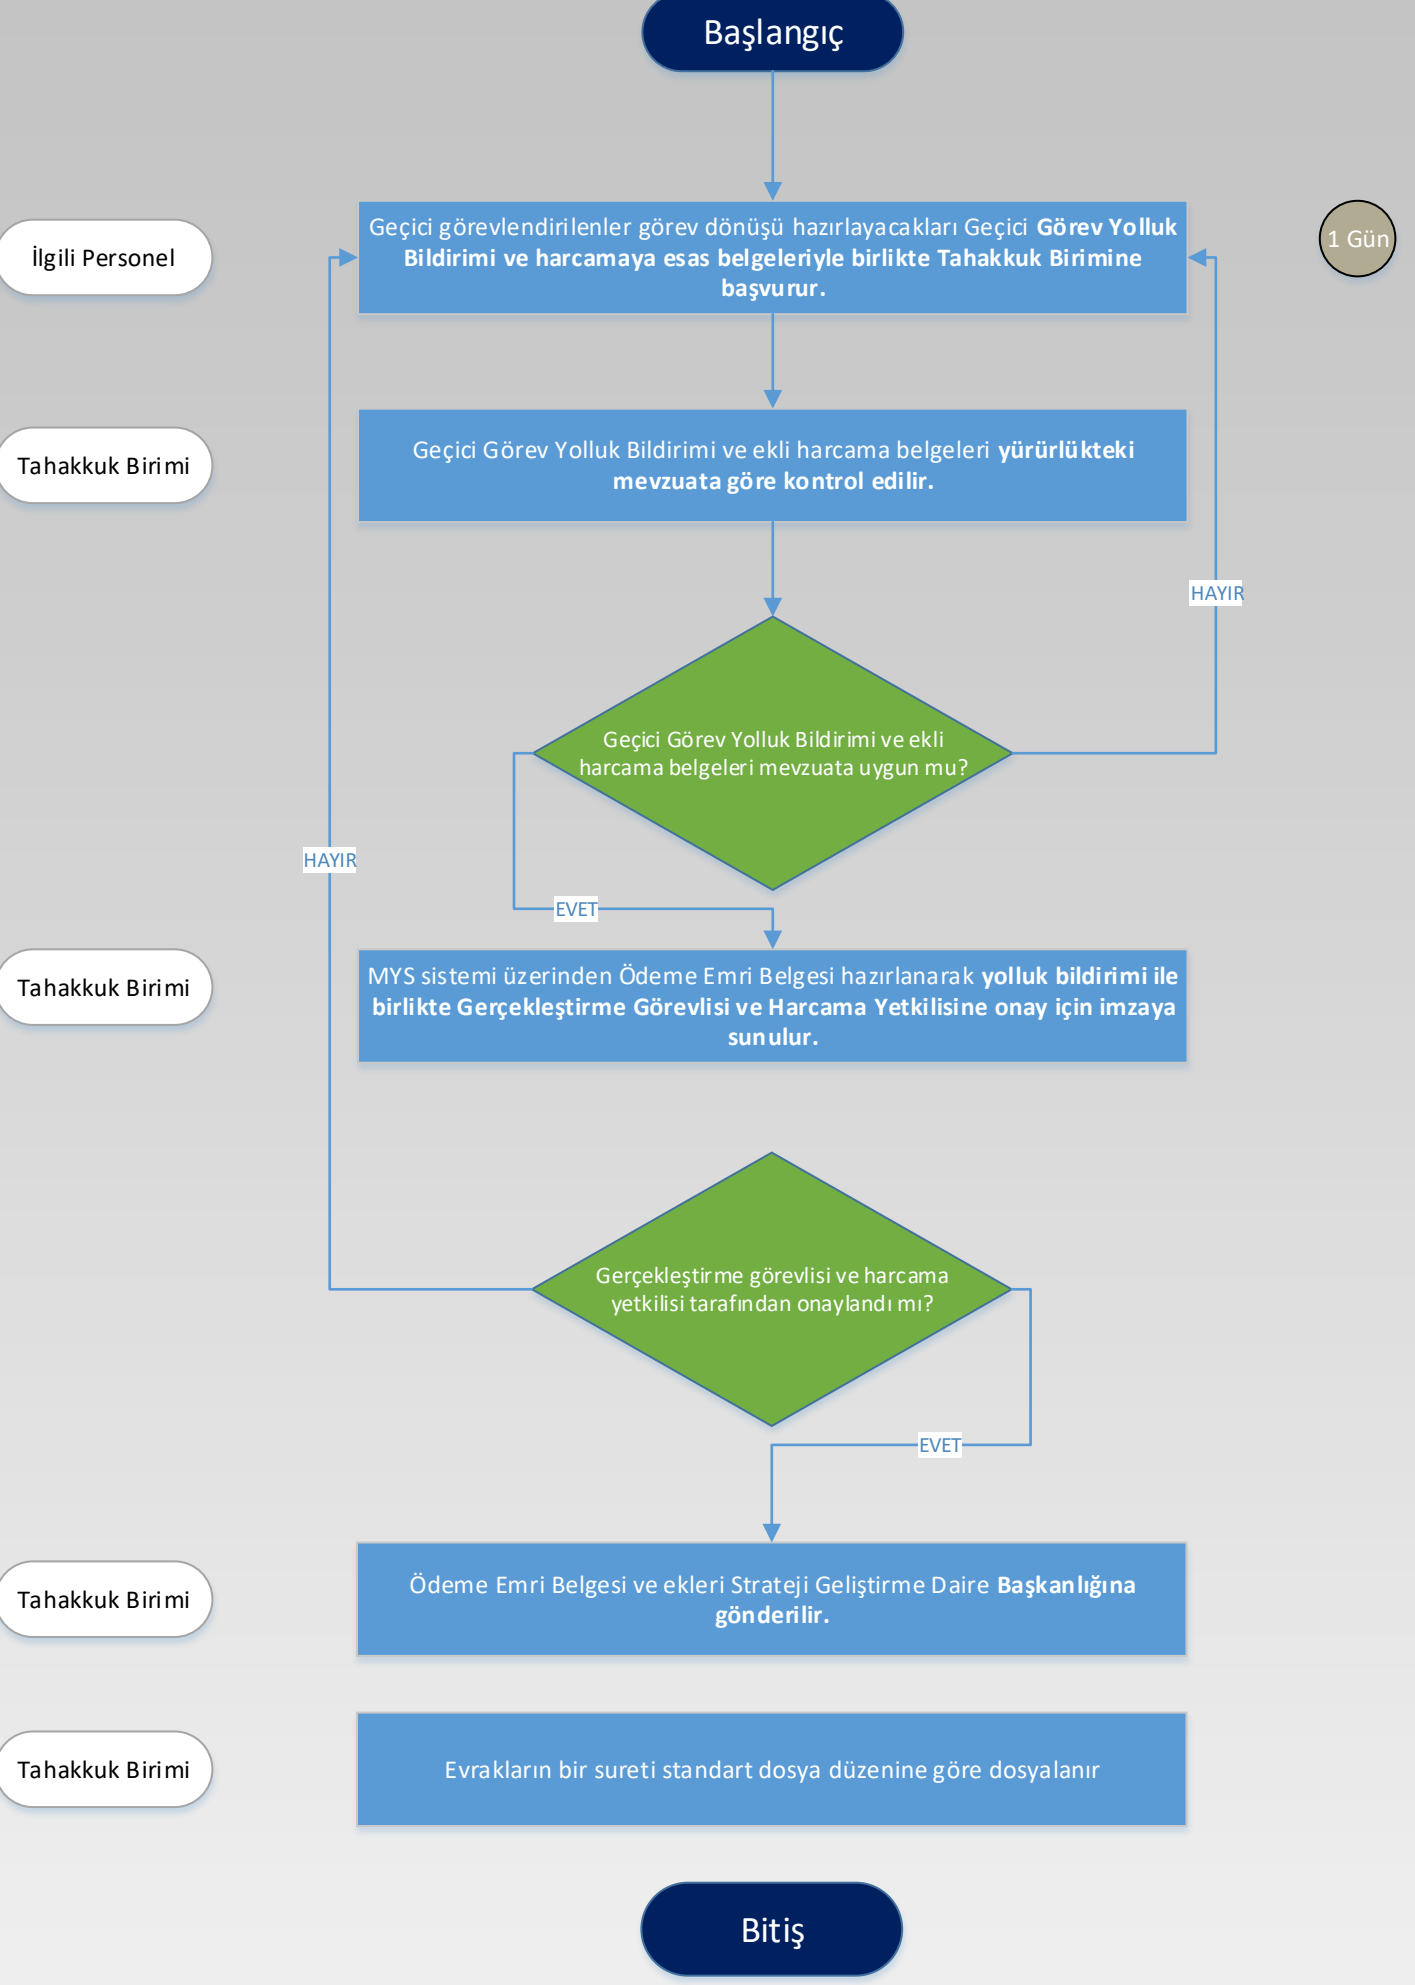 Başlangıç
İlgili Personel
Geçici görevlendirilenler görev dönüşü hazırlayacakları Geçici Görev Yolluk
Bildirimi ve harcamaya esas belgeleriyle birlikte Tahakkuk Birimine
başvurur.
1 Gün
Tahakkuk Birimi
Geçici Görev Yolluk Bildirimi ve ekli harcama belgeleri yürürlükteki
mevzuata göre kontrol edilir.
HAYIR
Geçici Görev Yolluk Bildirimi ve ekli
harcama belgeleri mevzuata uygun mu?
HAYIR
EVET
Tahakkuk Birimi
MYS sistemi üzerinden Ödeme Emri Belgesi hazırlanarak yolluk bildirimi ile
birlikte Gerçekleştirme Görevlisi ve Harcama Yetkilisine onay için imzaya
sunulur.
Gerçekleştirme görevlisi ve harcama
yetkilisi tarafından onaylandı mı?
EVET
Tahakkuk Birimi
Ödeme Emri Belgesi ve ekleri Strateji Geliştirme Daire Başkanlığına
gönderilir.
Tahakkuk Birimi
Evrakların bir sureti standart dosya düzenine göre dosyalanır
Bitiş